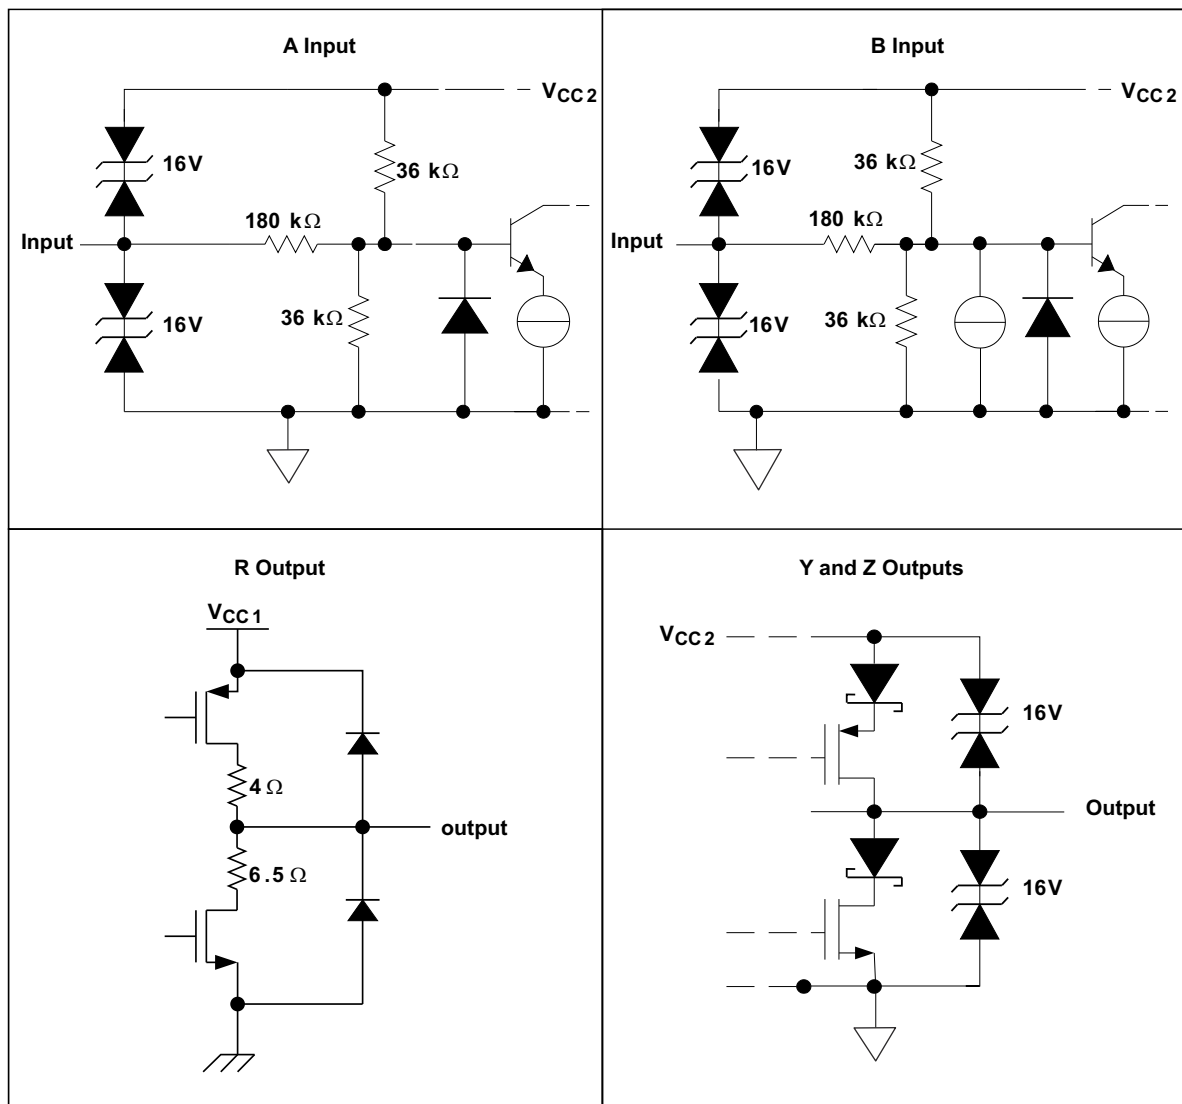 A Input
VCC2
16V
36 kΩ
180 kΩ
Input
36 kΩ
16V
B Input
VCC2
16V
36 kΩ
180 kΩ
Input
36 kΩ
16V
R Output
VCC1
4 Ω
output
6.5 Ω
Y and Z Outputs
VCC2
16V
Output
16V